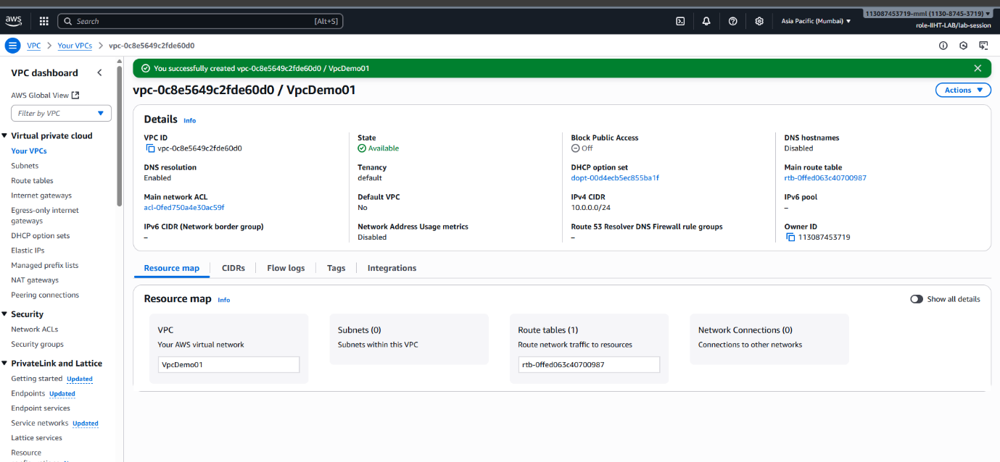 aws
Search [Alt+S]
Asia Pacific (Mumbai)
113087453719-mml (1130-8745-3719)
role-IIHT-LAB/lab-session
VPC > Your VPCs > vpc-0c8e5649c2fde60d0
VPC dashboard
AWS Global View
Filter by VPC
Virtual private cloud
Your VPCs
Subnets
Route tables
Internet gateways
Egress-only internet
gateways
DHCP option sets
Elastic IPs
Managed prefix lists
NAT gateways
Peering connections
Security
Network ACLs
Security groups
PrivateLink and Lattice
Getting started Updated
Endpoints Updated
Endpoint services
Service networks Updated
Lattice services
Resource
You successfully created vpc-0c8e5649c2fde60d0 / VpcDemo01
vpc-0c8e5649c2fde60d0 / VpcDemo01
Actions
Details Info
VPC ID
vpc-0c8e5649c2fde60d0
State
Available
Block Public Access
Off
DNS hostnames
Disabled
DNS resolution
Enabled
Tenancy
default
DHCP option set
dopt-00d4ecb5ec855ba1f
Main route table
rtb-0ffed063c40700987
Main network ACL
acl-0fed750a4e30ac59f
Default VPC
No
IPv4 CIDR
10.0.0.0/24
IPv6 pool
–
IPv6 CIDR (Network border group)
–
Network Address Usage metrics
Disabled
Route 53 Resolver DNS Firewall rule groups
–
Owner ID
113087453719
Resource map CIDRs Flow logs Tags Integrations
Resource map Info
Show all details
VPC
Your AWS virtual network
VpcDemo01
Subnets (0)
Subnets within this VPC
Route tables (1)
Route network traffic to resources
rtb-0ffed063c40700987
Network Connections (0)
Connections to other networks